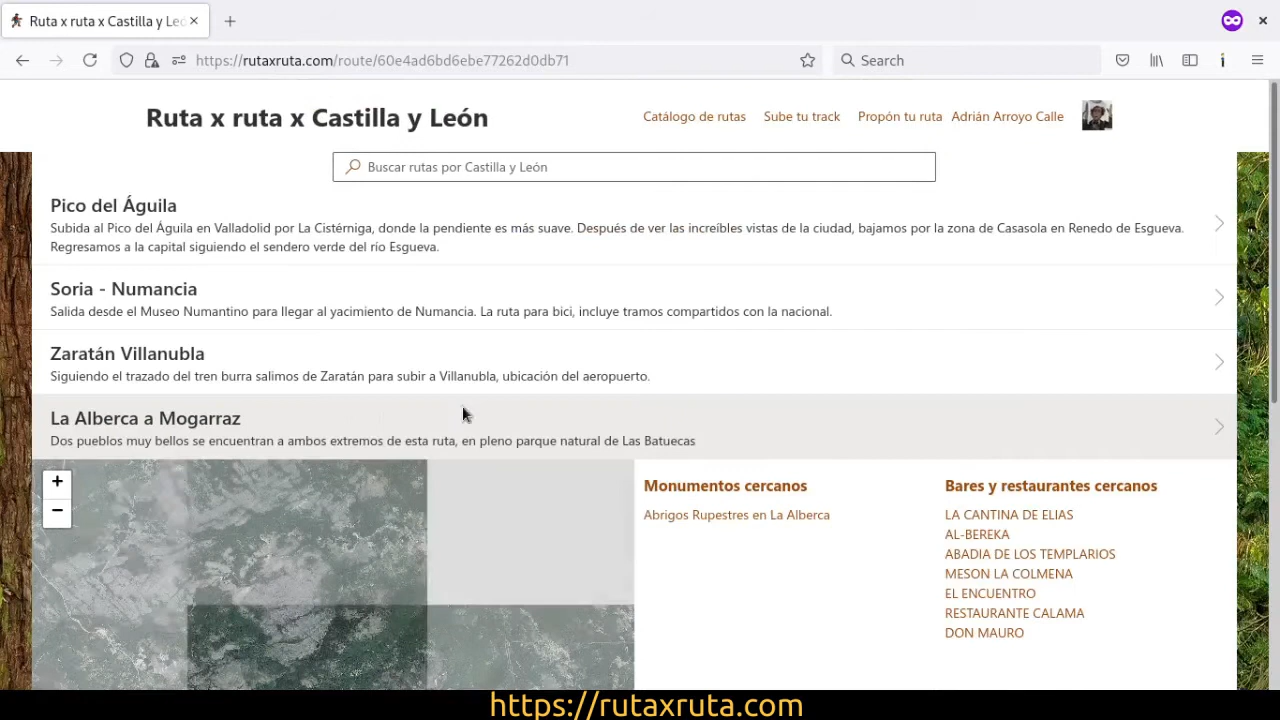 Ruta x ruta x Castilla y Leó
https://rutaxruta.com/route/60e4ad6bd6ebe77262d0db71
Search
Ruta x ruta x Castilla y León
Catálogo de rutas
Sube tu track
Propón tu ruta
Adrián Arroyo Calle
Buscar rutas por Castilla y León
Pico del Águila
Subida al Pico del Águila en Valladolid por La Cistérniga, donde la pendiente es más suave. Después de ver las increíbles vistas de la ciudad, bajamos por la zona de Casasola en Renedo de Esgueva.
Regresamos a la capital siguiendo el sendero verde del río Esgueva.
Soria - Numancia
Salida desde el Museo Numantino para llegar al yacimiento de Numancia. La ruta para bici, incluye tramos compartidos con la nacional.
Zaratán Villanubla
Siguiendo el trazado del tren burra salimos de Zaratán para subir a Villanubla, ubicación del aeropuerto.
La Alberca a Mogarraz
Dos pueblos muy bellos se encuentran a ambos extremos de esta ruta, en pleno parque natural de Las Batuecas
+
−
Monumentos cercanos
Abrigos Rupestres en La Alberca
Bares y restaurantes cercanos
LA CANTINA DE ELIAS
AL-BEREKA
ABADIA DE LOS TEMPLARIOS
MESON LA COLMENA
EL ENCUENTRO
RESTAURANTE CALAMA
DON MAURO
https://rutaxruta.com